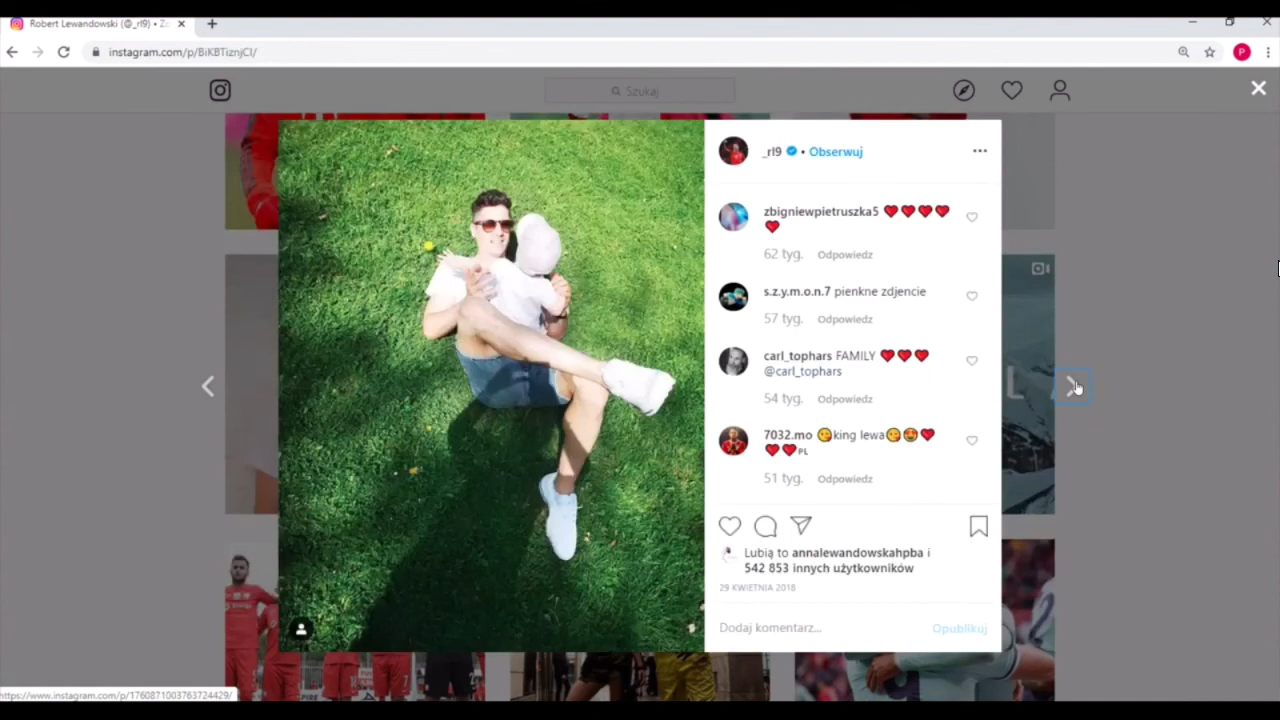 Robert Lewandowski (@_rl9) • Z
instagram.com/p/BiKBTiznjCI/
P
Szukaj
_rl9 • Obserwuj
zbigniewpietruszka5 ❤❤❤❤
❤
62 tyg. Odpowiedz
s.z.y.m.o.n.7 pienkne zdjencie
57 tyg. Odpowiedz
carl_tophars FAMILY ❤❤❤
@carl_tophars
54 tyg. Odpowiedz
7032.mo 😘king lewa😘😍❤
❤❤PL
51 tyg. Odpowiedz
Lubią to annalewandowskahpba i
542 853 innych użytkowników
29 KWIETNIA 2018
Dodaj komentarz... Opublikuj
https://www.instagram.com/p/1760871003763724429/